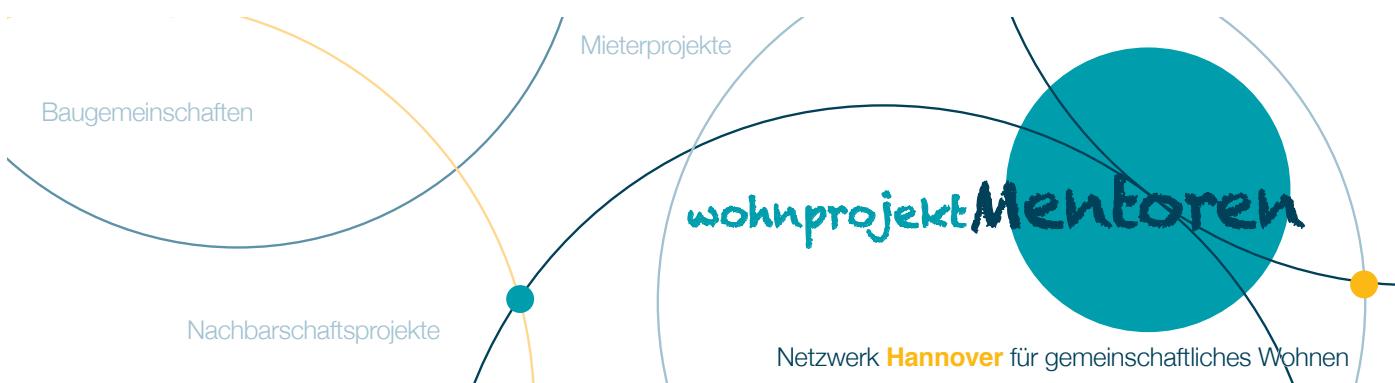 Mieterprojekte
Baugemeinschaften
wohnprojektMentoren
Nachbarschaftsprojekte
Netzwerk Hannover für gemeinschaftliches Wohnen